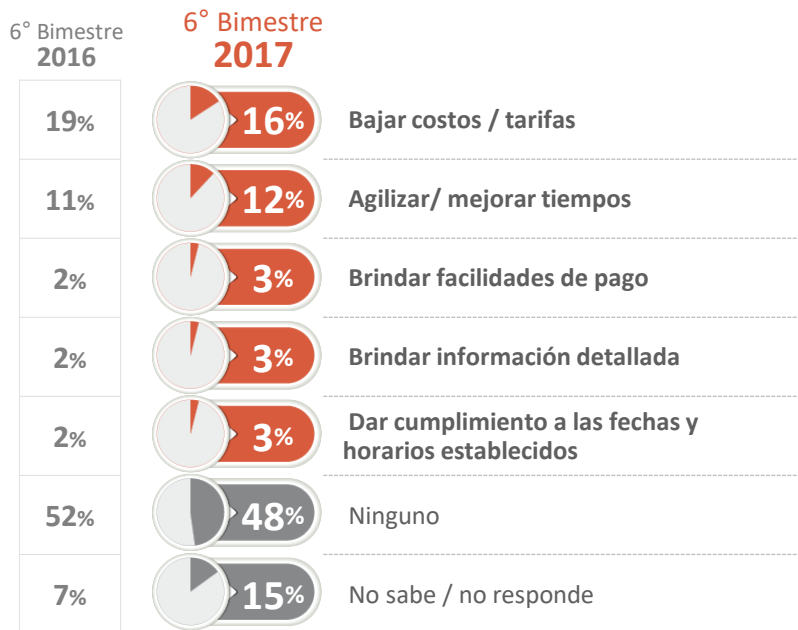 6° Bimestre
2016
6° Bimestre
2017
19% 16% Bajar costos / tarifas
11% 12% Agilizar/ mejorar tiempos
2% 3% Brindar facilidades de pago
2% 3% Brindar información detallada
2% 3% Dar cumplimiento a las fechas y
horarios establecidos
52% 48% Ninguno
7% 15% No sabe / no responde